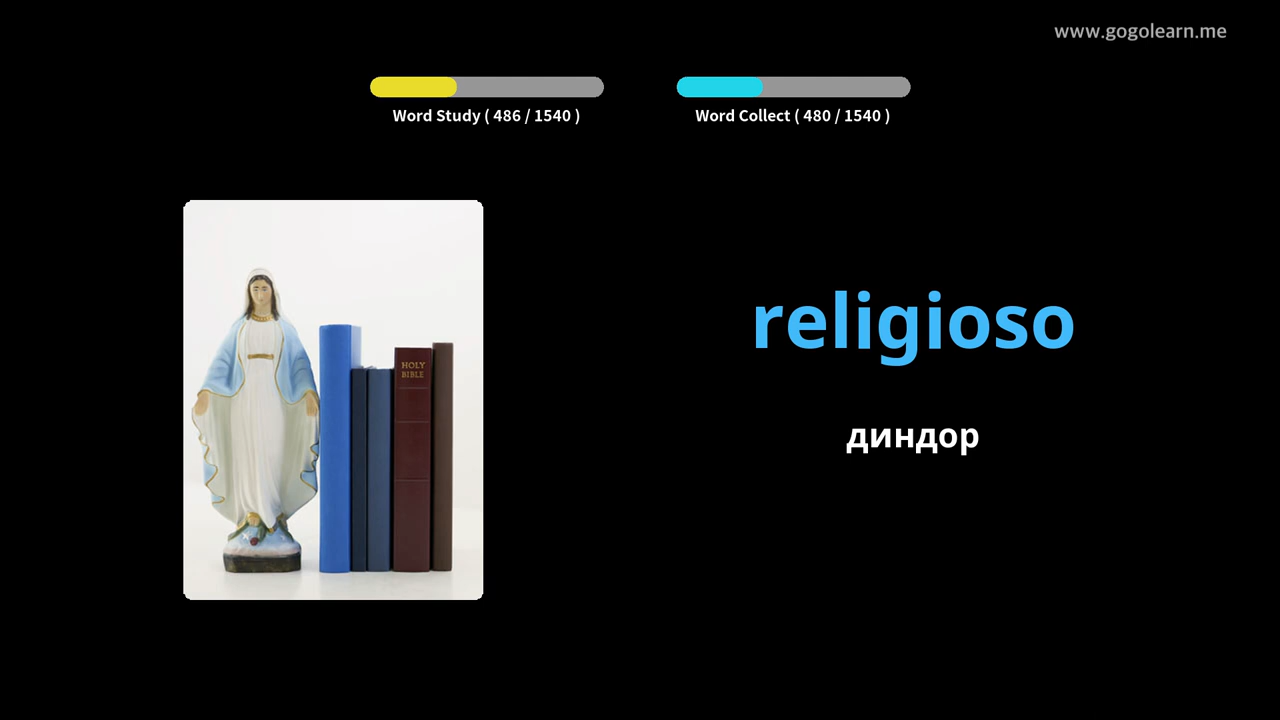 www.gogolearn.me
Word Study ( 486 / 1540 )
Word Collect ( 480 / 1540 )
HOLY
BIBLE
religioso
диндор